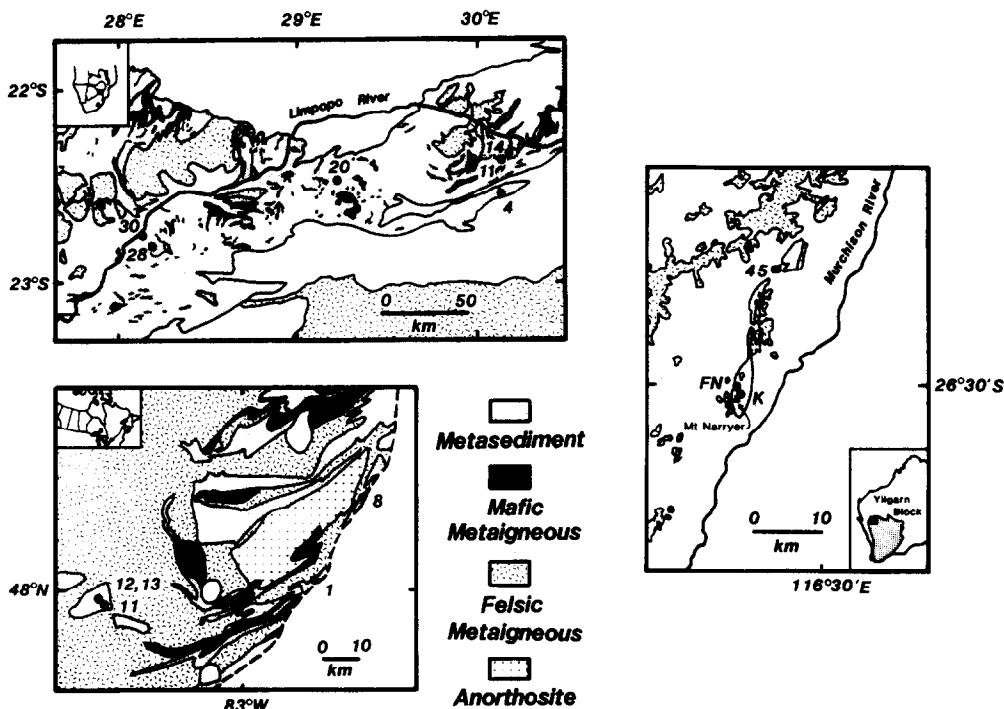 28°E 29°E 30°E
22°S
Limpopo River
14
20
11
4
30
28
23°S
0 50
km
8
48°N
12,13
11
1
0 10
km
83°W
Metasediment
Mafic
Metaigneous
Felsic
Metaigneous
Anorthosite
Murchison River
45
FN
K
26°30'S
Mt Narryer
0 10
km
Yilgarn
Block
116°30'E